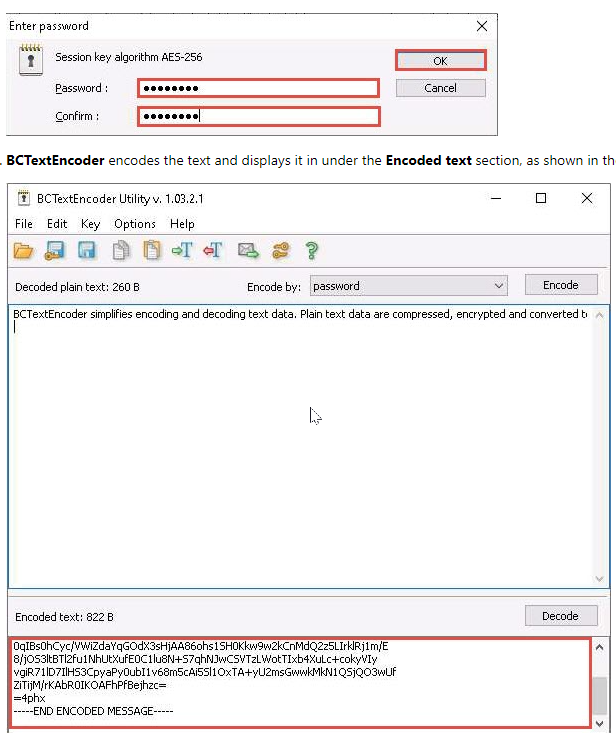 Enter password
Session key algorithm AES-256
OK
Password :
Cancel
Confirm :
. BCTextEncoder encodes the text and displays it in under the Encoded text section, as shown in th
BCTextEncoder Utility v. 1.03.2.1
File Edit Key Options Help
Decoded plain text: 260 B
Encode by: password
Encode
BCTextEncoder simplifies encoding and decoding text data. Plain text data are compressed, encrypted and converted t
Encoded text: 822 B
Decode
0qIBs0hCyc/VWiZdaYqGOdX3sHjAA86ohs1SH0Kkw9w2kCnMdQ2z5LIrklRj1m/E
8/jOS3ltBTl2fu1NhUtXufE0C1lu8N+S7qhNJwCSVTzLWotTIxb4XuLc+cokyVIy
vgiR71lD7IlHS3CpyaPy0ubI1v68m5cAi5Sl1OxTA+yU2msGwwkMkN1QSjQO3wUf
ZiTijM/rKAbR0IKOAFhPfBejhzc=
=4phx
-----END ENCODED MESSAGE-----